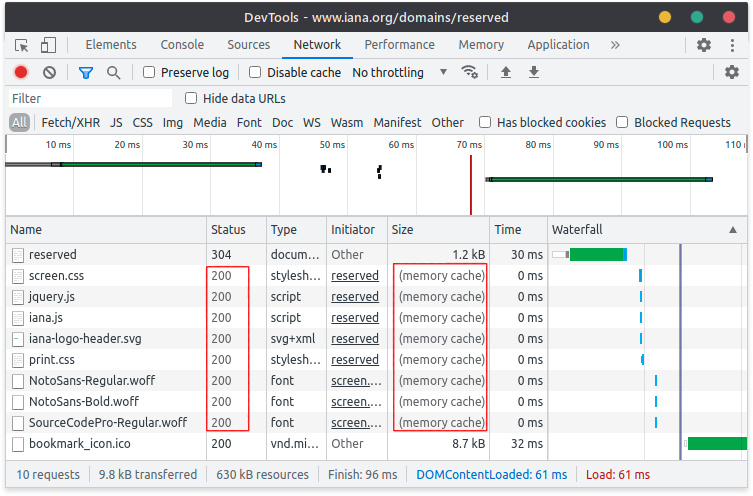 DevTools - www.iana.org/domains/reserved
Elements Console Sources Network Performance Memory Application »
Preserve log Disable cache No throttling
Filter Hide data URLs
All Fetch/XHR JS CSS Img Media Font Doc WS Wasm Manifest Other Has blocked cookies Blocked Requests
10 ms 20 ms 30 ms 40 ms 50 ms 60 ms 70 ms 80 ms 90 ms 100 ms 110
Name Status Type Initiator Size Time Waterfall
reserved 304 docum... Other 1.2 kB 30 ms
screen.css 200 stylesh... reserved (memory cache) 0 ms
jquery.js 200 script reserved (memory cache) 0 ms
iana.js 200 script reserved (memory cache) 0 ms
iana-logo-header.svg 200 svg+xml reserved (memory cache) 0 ms
print.css 200 stylesh... reserved (memory cache) 0 ms
NotoSans-Regular.woff 200 font screen.... (memory cache) 0 ms
NotoSans-Bold.woff 200 font screen.... (memory cache) 0 ms
SourceCodePro-Regular.woff 200 font screen.... (memory cache) 0 ms
bookmark_icon.ico 200 vnd.mi... Other 8.7 kB 32 ms
10 requests 9.8 kB transferred 630 kB resources Finish: 96 ms DOMContentLoaded: 61 ms Load: 61 ms